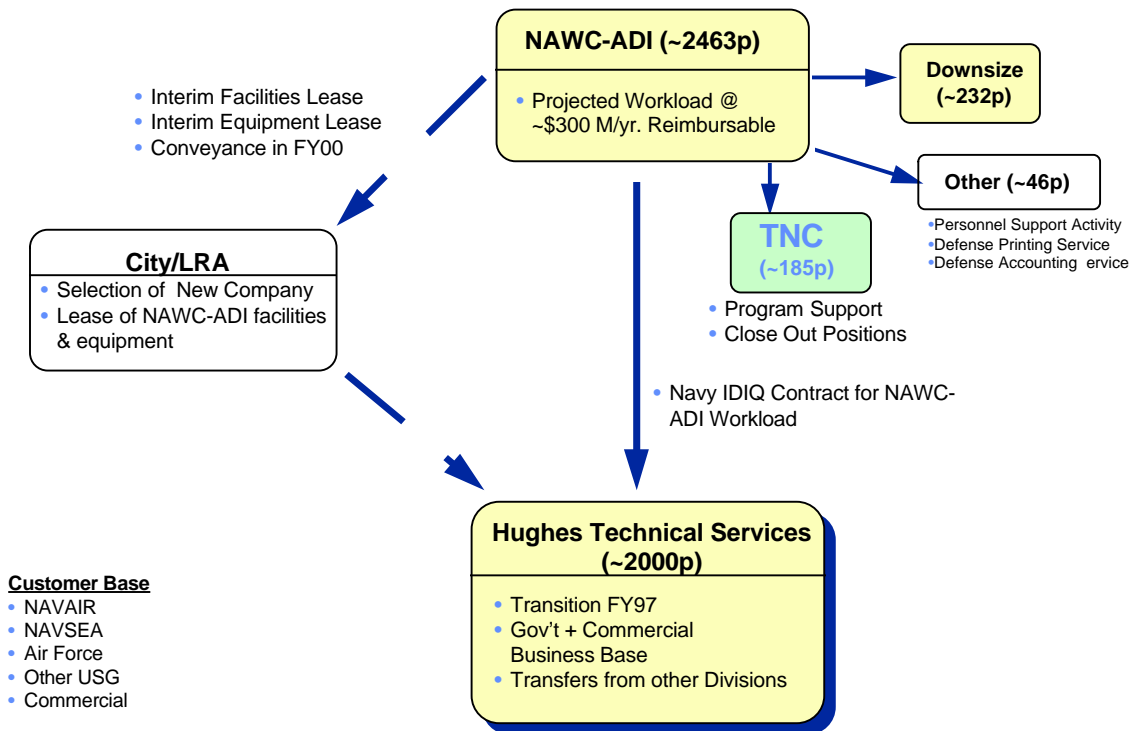 NAWC-ADI (~2463p)
• Projected Workload @
~$300 M/yr. Reimbursable
Downsize
(~232p)
• Interim Facilities Lease
• Interim Equipment Lease
• Conveyance in FY00
Other (~46p)
•Personnel Support Activity
•Defense Printing Service
•Defense Accounting ervice
TNC
(~185p)
• Program Support
• Close Out Positions
City/LRA
• Selection of New Company
• Lease of NAWC-ADI facilities
& equipment
• Navy IDIQ Contract for NAWC-
ADI Workload
Hughes Technical Services
(~2000p)
• Transition FY97
• Gov't + Commercial
Business Base
• Transfers from other Divisions
Customer Base
• NAVAIR
• NAVSEA
• Air Force
• Other USG
• Commercial